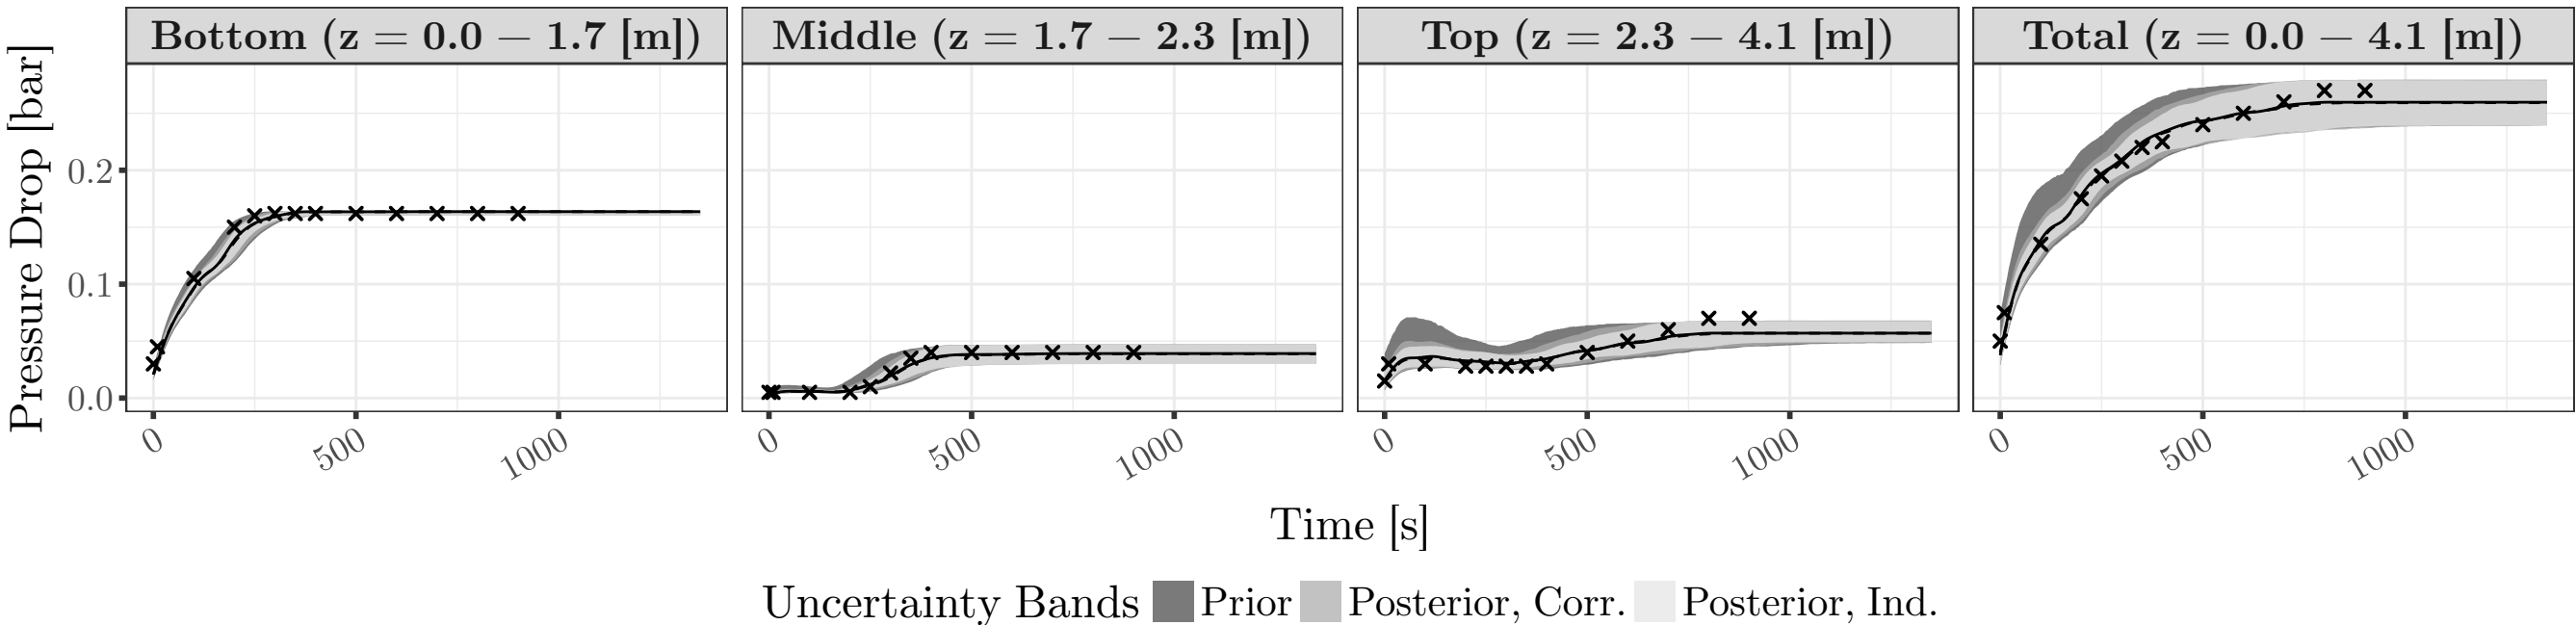 Bottom (z = 0.0 − 1.7 [m])
Middle (z = 1.7 − 2.3 [m])
Top (z = 2.3 − 4.1 [m])
Total (z = 0.0 − 4.1 [m])
Pressure Drop [bar]
0.2
0.1
0.0
0 500 1000
0 500 1000
0 500 1000
0 500 1000
Time [s]
Uncertainty Bands Prior Posterior, Corr. Posterior, Ind.